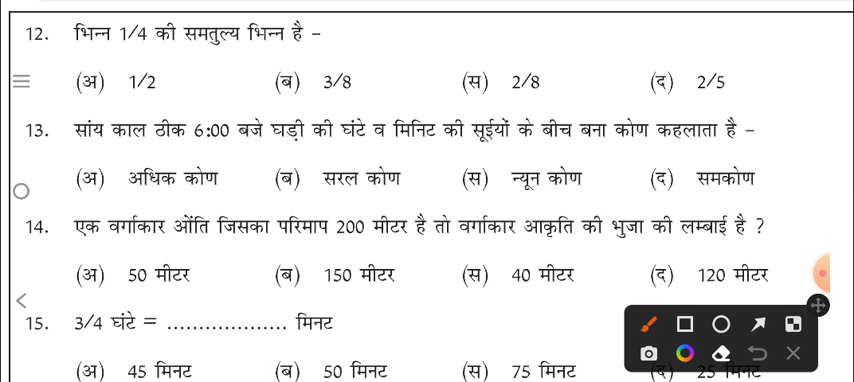 12. भिन्न 1/4 की समतुल्य भिन्न है –
(अ) 1/2 (ब) 3/8 (स) 2/8 (द) 2/5
13. सांय काल ठीक 6:00 बजे घड़ी की घंटे व मिनिट की सूईयों के बीच बना कोण कहलाता है –
(अ) अधिक कोण (ब) सरल कोण (स) न्यून कोण (द) समकोण
14. एक वर्गाकार ओंति जिसका परिमाप 200 मीटर है तो वर्गाकार आकृति की भुजा की लम्बाई है ?
(अ) 50 मीटर (ब) 150 मीटर (स) 40 मीटर (द) 120 मीटर
15. 3/4 घंटे = ................... मिनट
(अ) 45 मिनट (ब) 50 मिनट (स) 75 मिनट (द) 25 मिनट